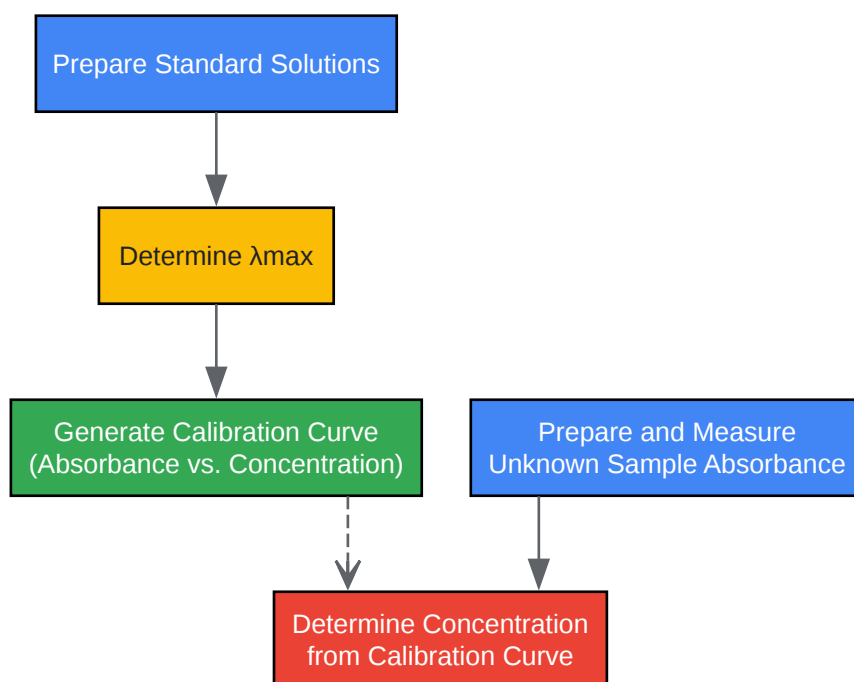 Prepare Standard Solutions
Determine λmax
Generate Calibration Curve
(Absorbance vs. Concentration)
Prepare and Measure
Unknown Sample Absorbance
Determine Concentration
from Calibration Curve